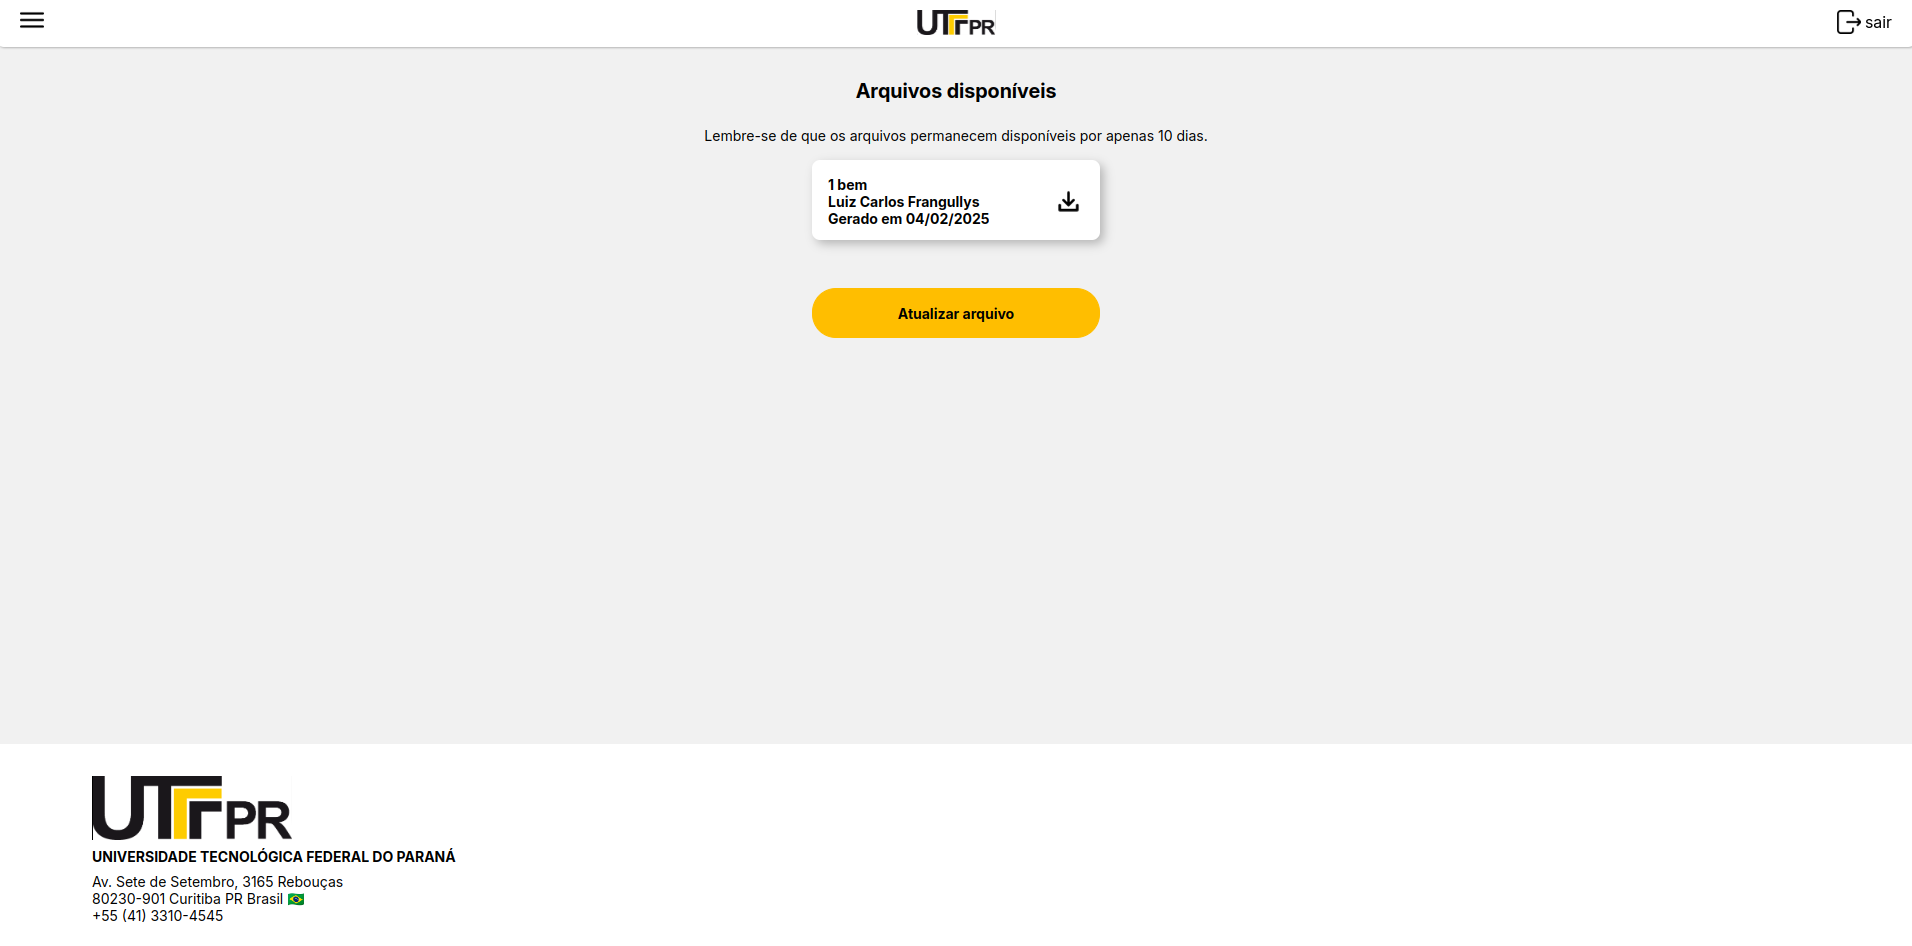 UTFPR
sair
Arquivos disponíveis
Lembre-se de que os arquivos permanecem disponíveis por apenas 10 dias.
1 bem
Luiz Carlos Frangullys
Gerado em 04/02/2025
Atualizar arquivo
UTFPR
UNIVERSIDADE TECNOLÓGICA FEDERAL DO PARANÁ
Av. Sete de Setembro, 3165 Rebouças
80230-901 Curitiba PR Brasil 🇧🇷
+55 (41) 3310-4545